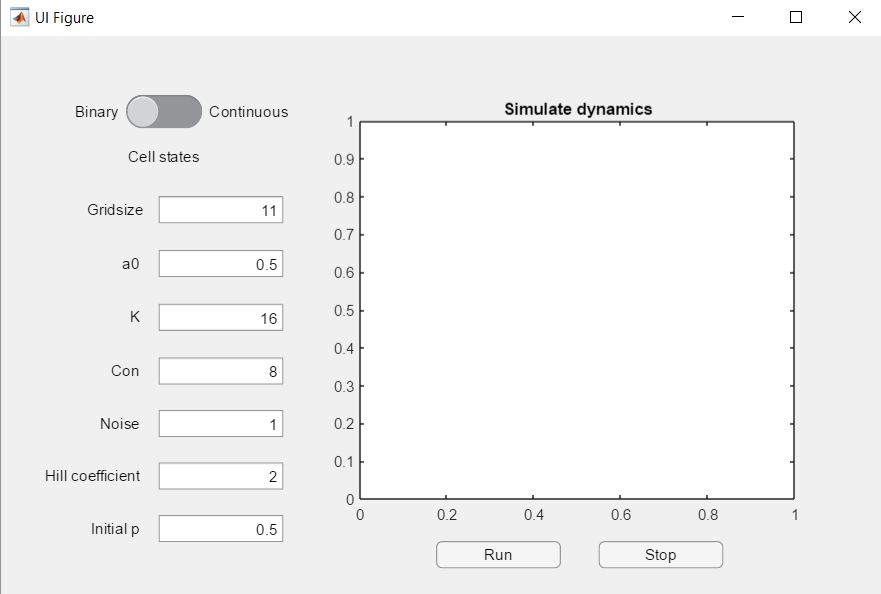 UI Figure
Binary Continuous
Cell states
Gridsize 11
a0 0.5
K 16
Con 8
Noise 1
Hill coefficient 2
Initial p 0.5
Simulate dynamics
1
0.9
0.8
0.7
0.6
0.5
0.4
0.3
0.2
0.1
0
0 0.2 0.4 0.6 0.8 1
Run Stop